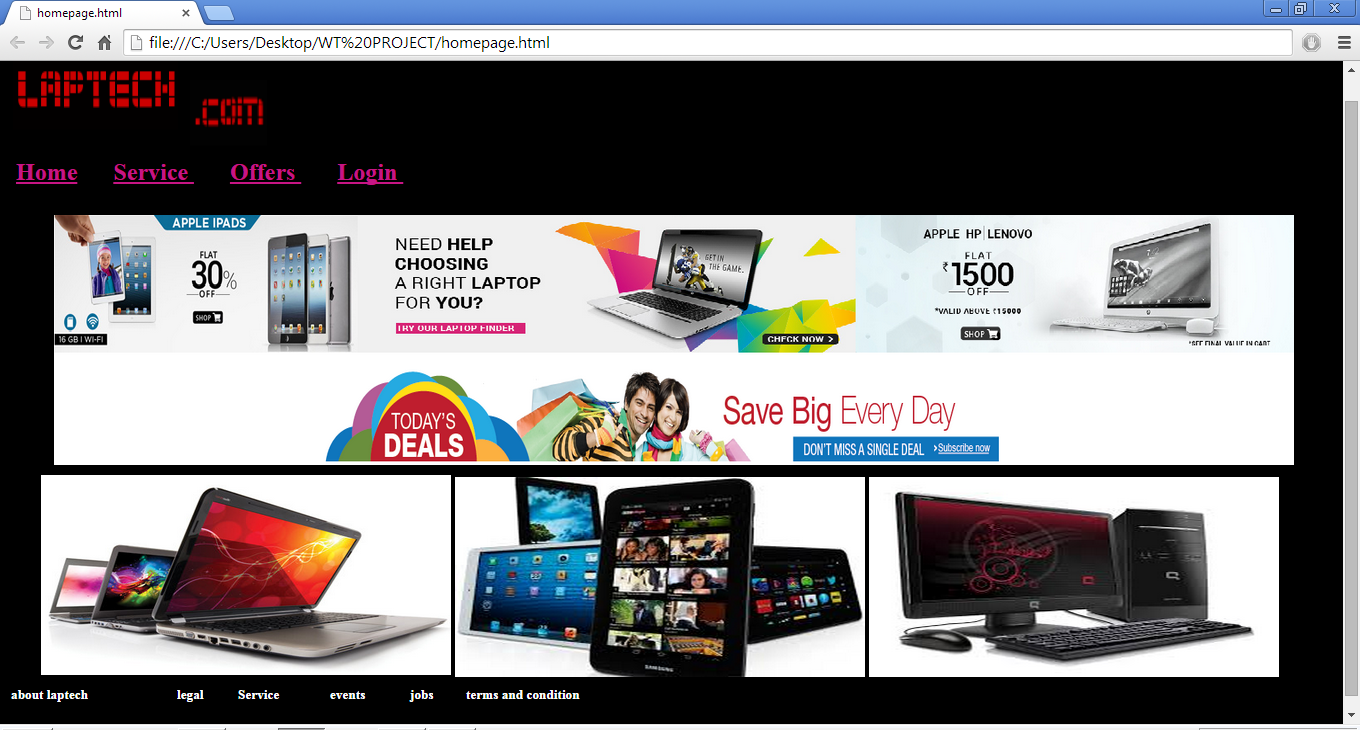 homepage.html
file:///C:/Users/Desktop/WT%20PROJECT/homepage.html
LAPTECH
.COM
Home Service Offers Login
APPLE IPADS
FLAT
30%
OFF
SHOP
16 GB | WI-FI
NEED HELP
CHOOSING
A RIGHT LAPTOP
FOR YOU?
TRY OUR LAPTOP FINDER
GET IN
THE GAME.
CHECK NOW >
APPLE HP | LENOVO
FLAT
₹1500
OFF
*VALID ABOVE ₹15000
SHOP
*SEE FINAL VALUE IN CART
TODAY'S
DEALS
Save Big Every Day
DON'T MISS A SINGLE DEAL >Subscribe now
SAMSUNG
about laptech legal Service events jobs terms and condition